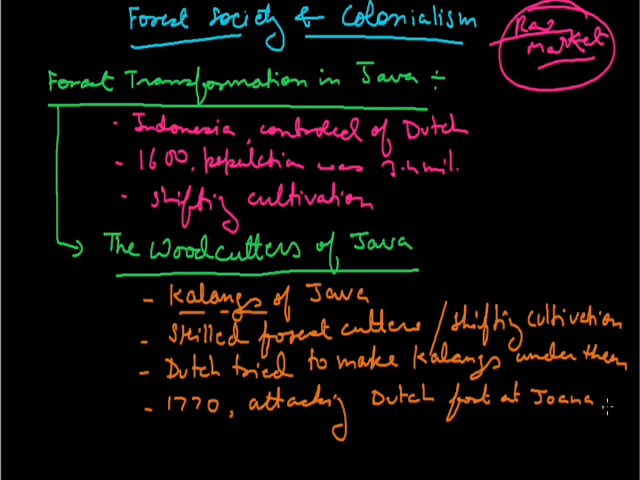 Forest Society & Colonialism
Raw
Market
Forest Transformation in Java ÷
· Indonesia, controlled of Dutch
- 1600, population was 3.4 mil.
· Shifting cultivation
The Woodcutters of Java
- Kalangs of Java
- Skilled forest cutters / Shifting cultivation
- Dutch tried to make Kalangs under them
- 1770, attacking Dutch fort at Joana